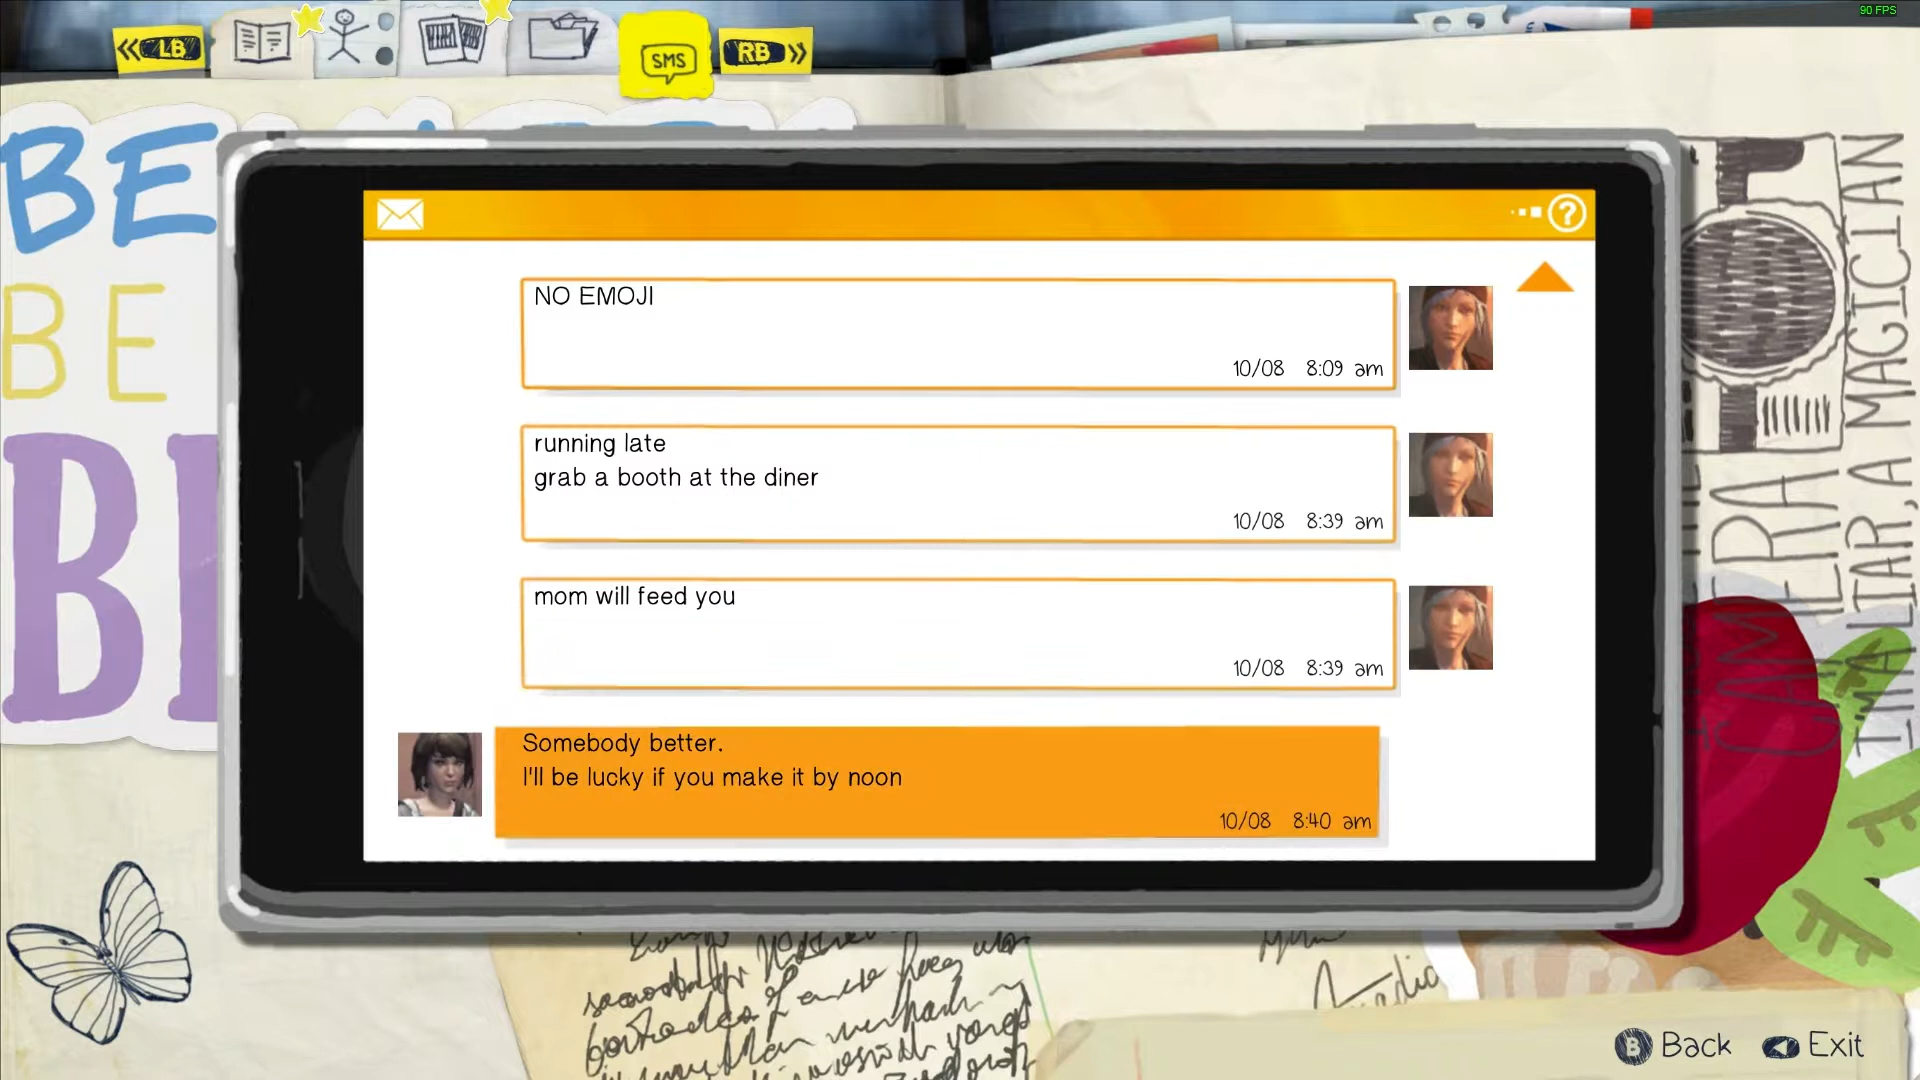 90 FPS
LB
SMS
RB
BE
BE
NO EMOJI
10/08 8:09 am
running late
grab a booth at the diner
10/08 8:39 am
mom will feed you
10/08 8:39 am
Somebody better.
I'll be lucky if you make it by noon
10/08 8:40 am
CAMERA
I'M A LIAR, A MAGICIAN
B Back
Exit